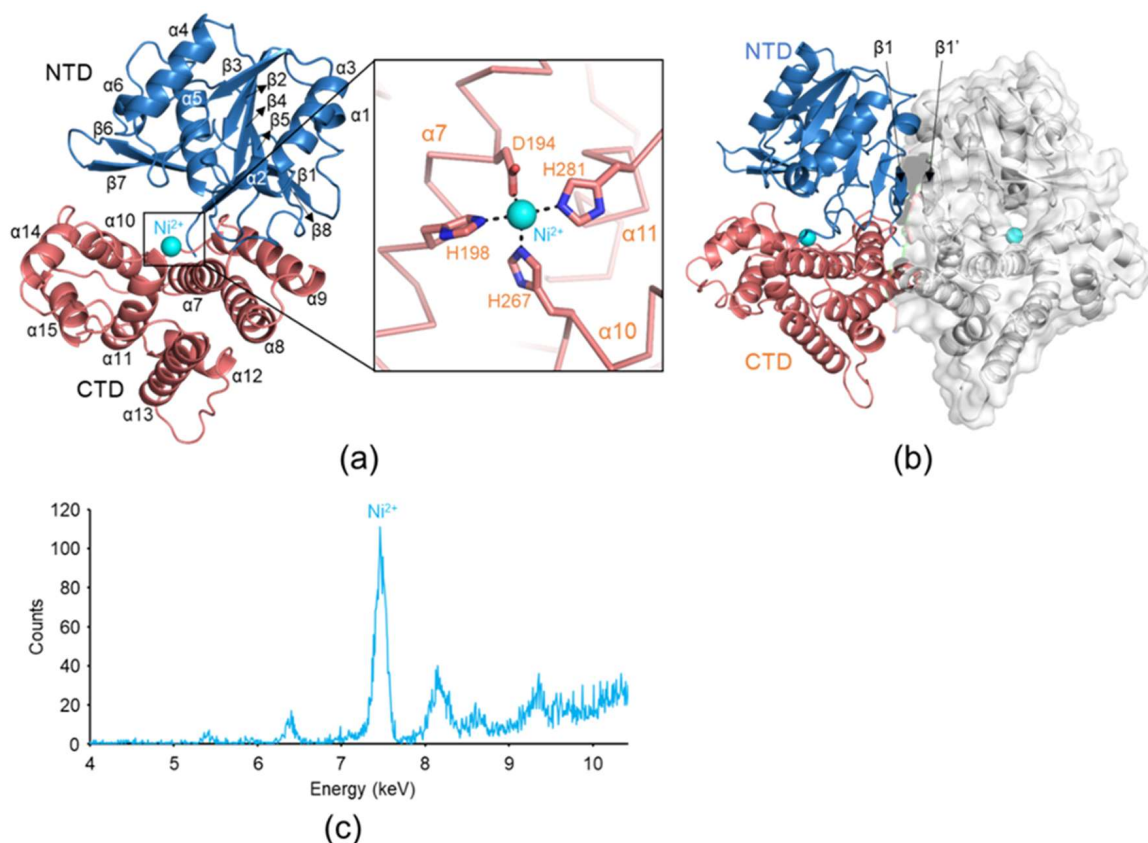 α4
NTD
β3
α3
α6
β2
α5
β4
α1
β5
β6
α2
β1
β7
β8
α10
Ni²⁺
α14
α7
α9
α15
α8
α11
α12
CTD
α13
α7
D194
H281
Ni²⁺
H198
α11
H267
α10
(a)
NTD
β1
β1'
CTD
(b)
120
100
80
60
40
20
0
Counts
Ni²⁺
4
5
6
7
8
9
10
Energy (keV)
(c)